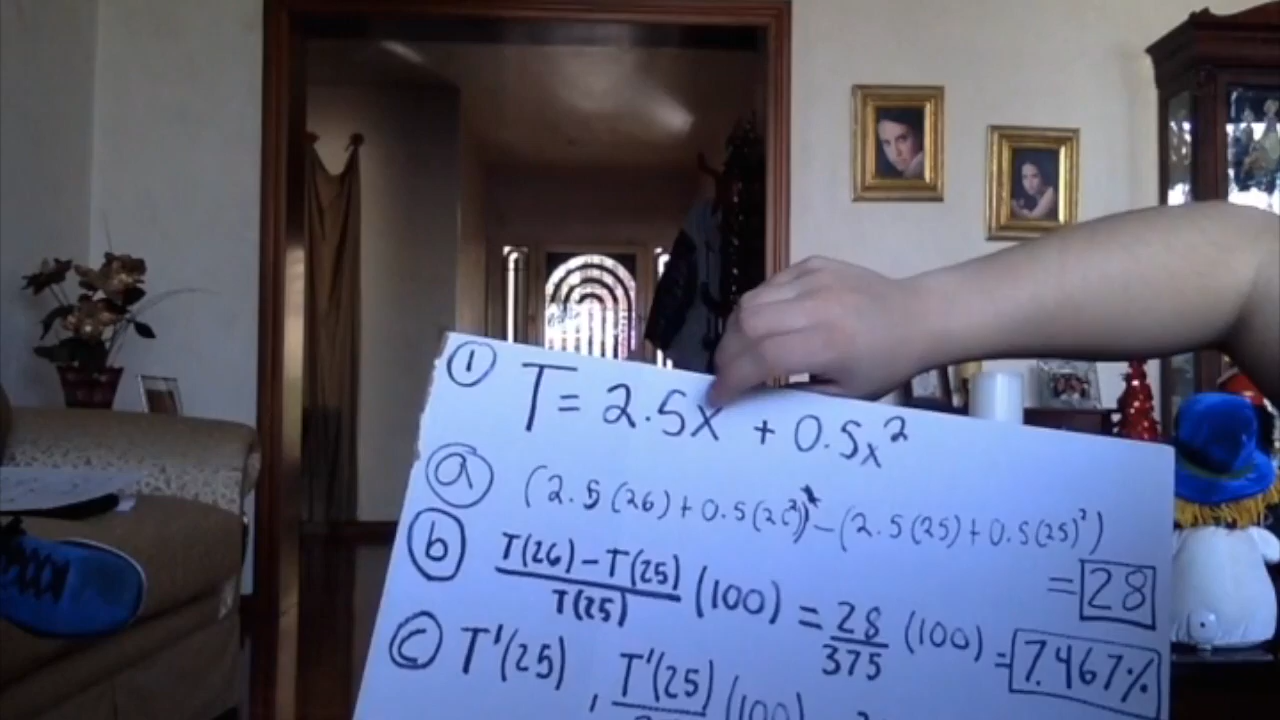 ① T = 2.5x + 0.5x²
ⓐ (2.5(26) + 0.5(26²)) - (2.5(25) + 0.5(25)²)
= 28
ⓑ T(26) - T(25) / T(25) (100) = 28/375 (100) = 7.467%
ⓒ T'(25), T'(25) (100)